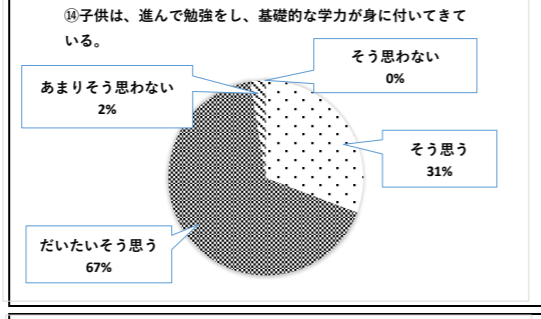 ⑭子供は、進んで勉強をし、基礎的な学力が身に付いてきて
いる。
そう思わない
0%
あまりそう思わない
2%
そう思う
31%
だいたいそう思う
67%